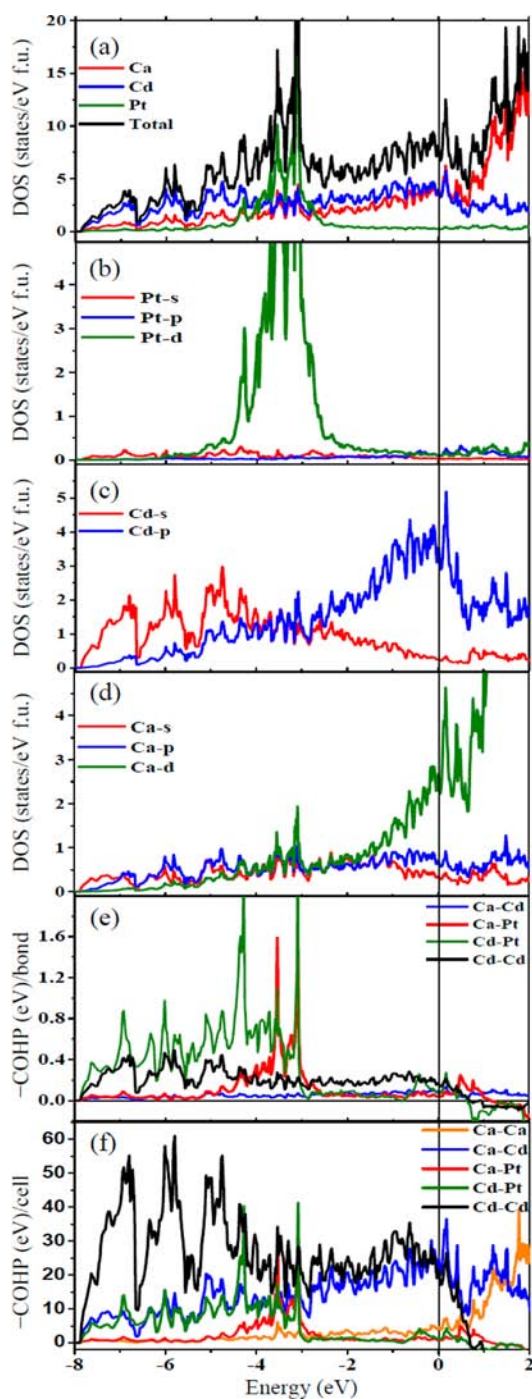 (a)
Ca
Cd
Pt
Total
DOS (states/eV f.u.)
20
15
10
5
0
(b)
Pt-s
Pt-p
Pt-d
DOS (states/eV f.u.)
4
3
2
1
0
(c)
Cd-s
Cd-p
DOS (states/eV f.u.)
5
4
3
2
1
0
(d)
Ca-s
Ca-p
Ca-d
DOS (states/eV f.u.)
4
3
2
1
0
(e)
Ca-Cd
Ca-Pt
Cd-Pt
Cd-Cd
−COHP (eV)/bond
1.6
1.2
0.8
0.4
0.0
(f)
Ca-Ca
Ca-Cd
Ca-Pt
Cd-Pt
Cd-Cd
−COHP (eV)/cell
60
50
40
30
20
10
0
-8 -6 -4 -2 0 2
Energy (eV)